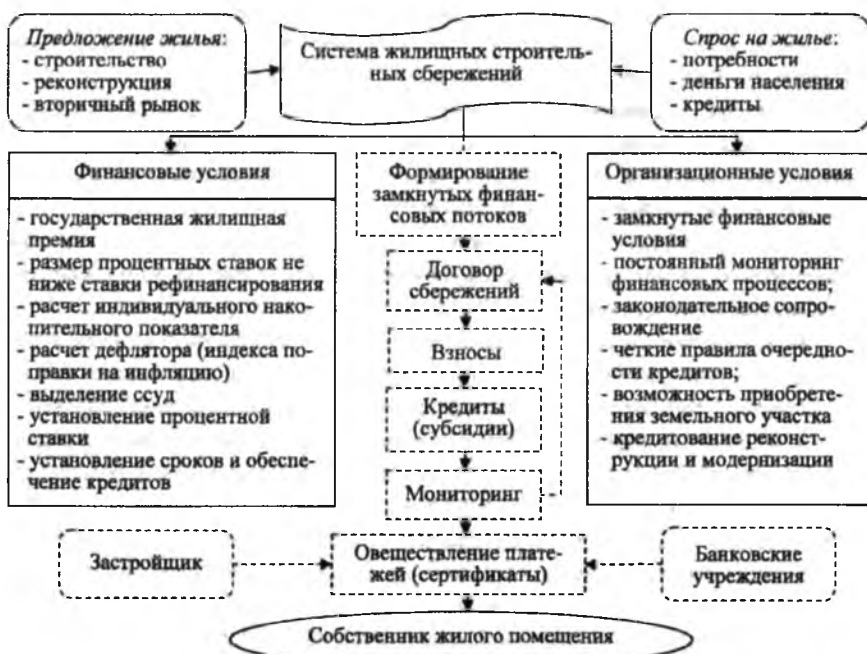 Предложение жилья:
- строительство
- реконструкция
- вторичный рынок
Система жилищных строитель-
ных сбережений
Спрос на жилье:
- потребности
- деньги населения
- кредиты
Финансовые условия
- государственная жилищная
премия
- размер процентных ставок не
ниже ставки рефинансирования
- расчет индивидуального нако-
пительного показателя
- расчет дефлятора (индекса по-
правки на инфляцию)
- выделение ссуд
- установление процентной
ставки
- установление сроков и обеспе-
чение кредитов
Формирование
замкнутых финан-
совых потоков
Договор
сбережений
Взносы
Кредиты
(субсидии)
Мониторинг
Организационные условия
- замкнутые финансовые
условия
- постоянный мониторинг
финансовых процессов;
- законодательное сопро-
вождение
- четкие правила очередно-
сти кредитов;
- возможность приобрете-
ния земельного участка
- кредитование реконст-
рукции и модернизации
Застройщик
Овеществление плате-
жей (сертификаты)
Банковские
учреждения
Собственник жилого помещения